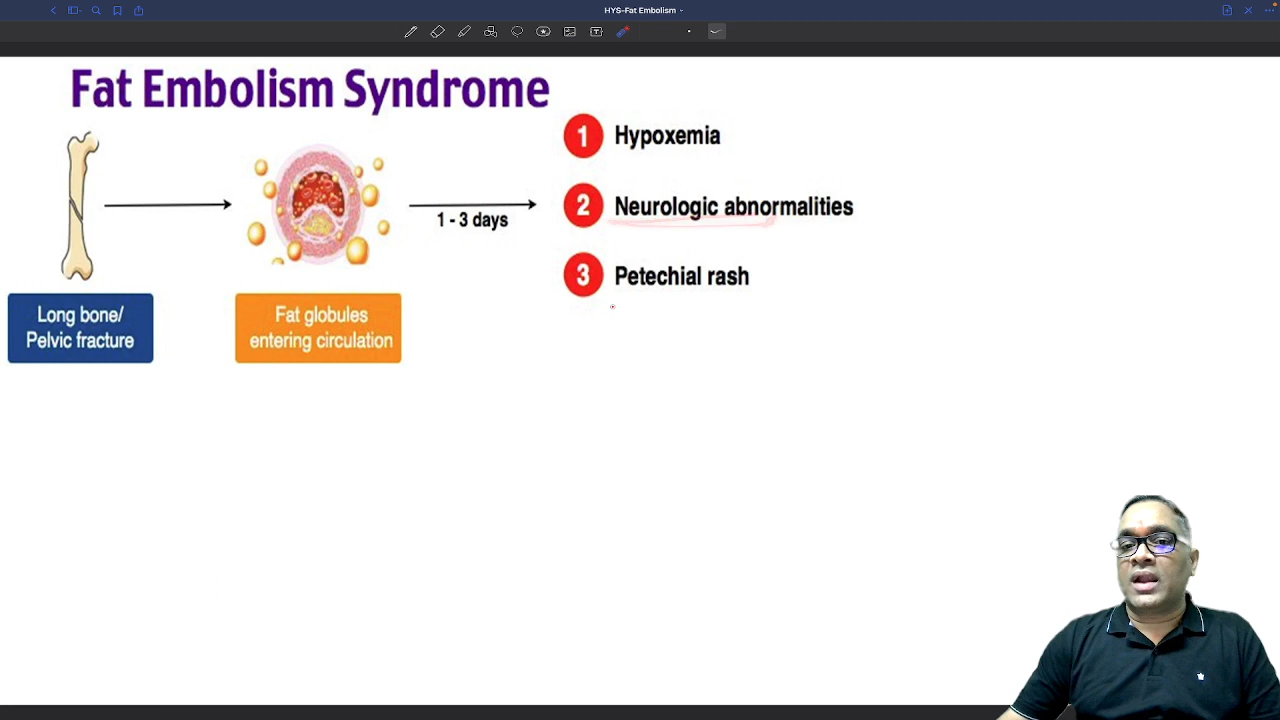 HYS-Fat Embolism
Fat Embolism Syndrome
1 Hypoxemia
2 Neurologic abnormalities
1 - 3 days
3 Petechial rash
Long bone/
Pelvic fracture
Fat globules
entering circulation